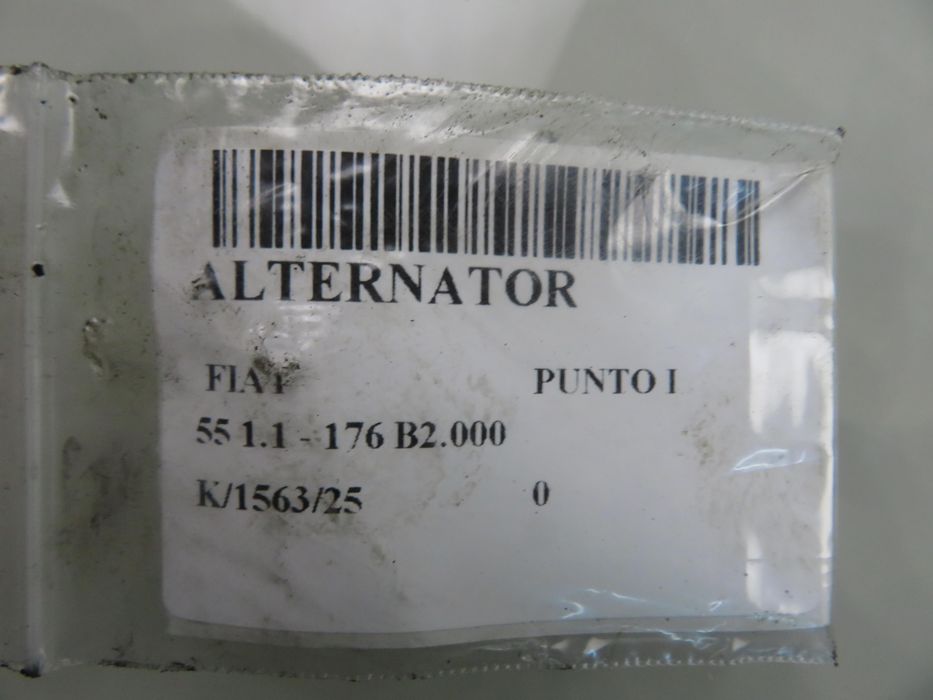 ALTERNATOR
FIAT PUNTO I
55 1.1 - 176 B2.000
K/1563/25 0